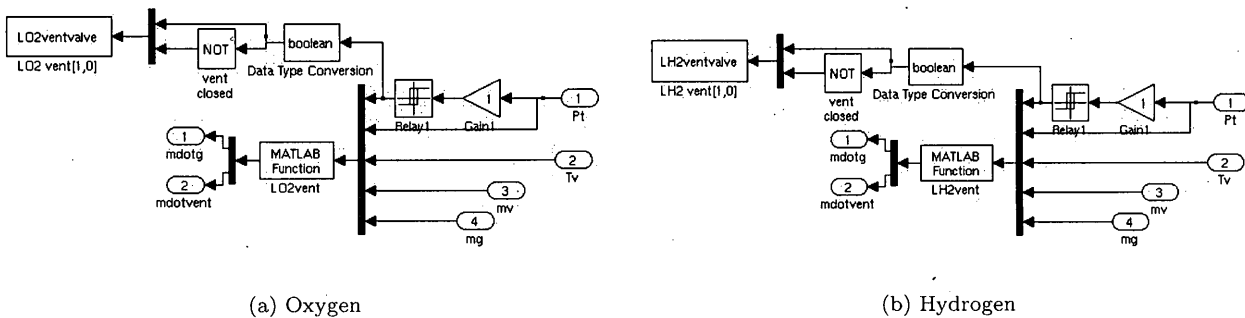 LO2ventvalve
LO2 vent[1,0]
NOT
vent
closed
boolean
Data Type Conversion
Relay1
1
Gain1
1
Pt
1
mdotg
2
mdotvent
MATLAB
Function
LO2vent
2
Tv
3
mv
4
mg
(a) Oxygen
LH2ventvalve
LH2 vent[1,0]
NOT
vent
closed
boolean
Data Type Conversion
Relay1
1
Gain1
1
Pt
1
mdotg
2
mdotvent
MATLAB
Function
LH2vent
2
Tv
3
mv
4
mg
(b) Hydrogen